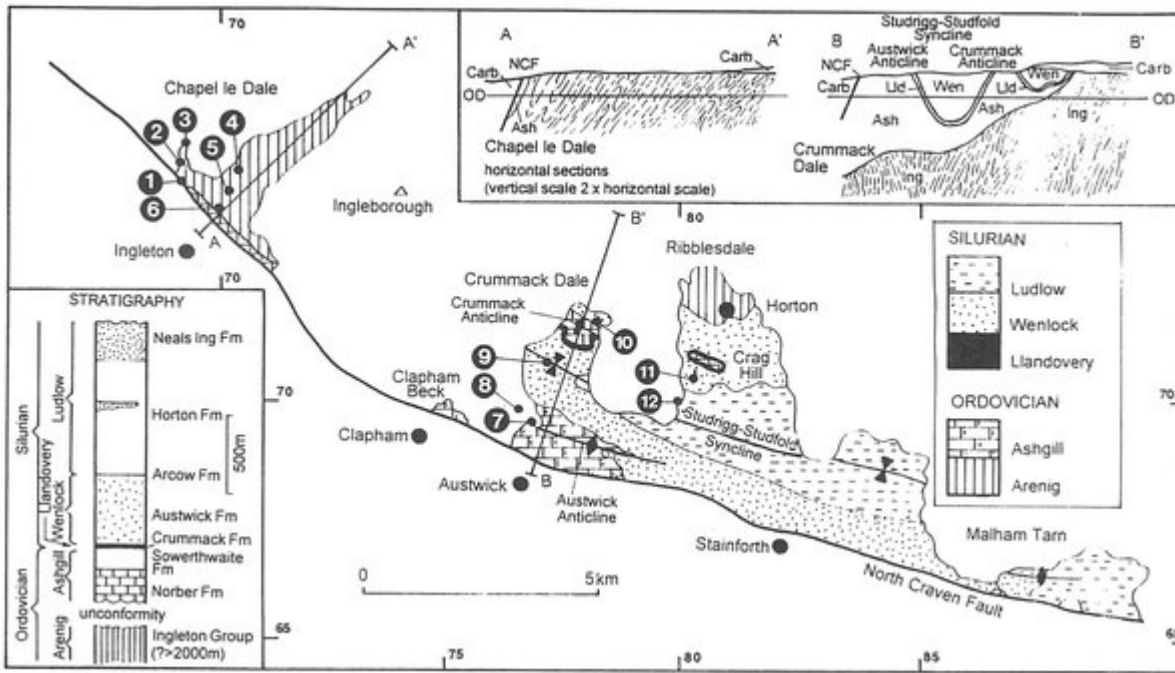 70
A'
Chapel le Dale
3
2
4
5
1
6
A
Ingleton
Ingleborough
70
A
A'
Carb
NCF
Carb
OD
Ash
Chapel le Dale
horizontal sections
(vertical scale 2 x horizontal scale)
Studrigg-Studfold
Syncline
B
Austwick
Anticline
Crummack
Anticline
B'
NCF
Carb
Lld
Wen
Lld
Wen
Carb
OD
Ash
Ash
Ing
Crummack
Dale
Ing
B'
80
Ribblesdale
Crummack Dale
Crummack
Anticline
Horton
10
9
11
Crag
Hill
8
12
7
Clapham
Beck
Clapham
Studrigg-Studfold
Syncline
B
Austwick
Austwick
Anticline
Stainforth
Malham Tarn
North Craven Fault
70
0
5km
75
80
85
65
SILURIAN
Ludlow
Wenlock
Llandovery
ORDOVICIAN
Ashgill
Arenig
STRATIGRAPHY
Silurian
Ludlow
Neals Ing Fm
Horton Fm
500m
Llandovery
Wenlock
Arcow Fm
Austwick Fm
Crummack Fm
Ordovician
Ashgill
Sowerthwaite
Fm
Norber Fm
unconformity
Arenig
Ingleton Group
(?>2000m)